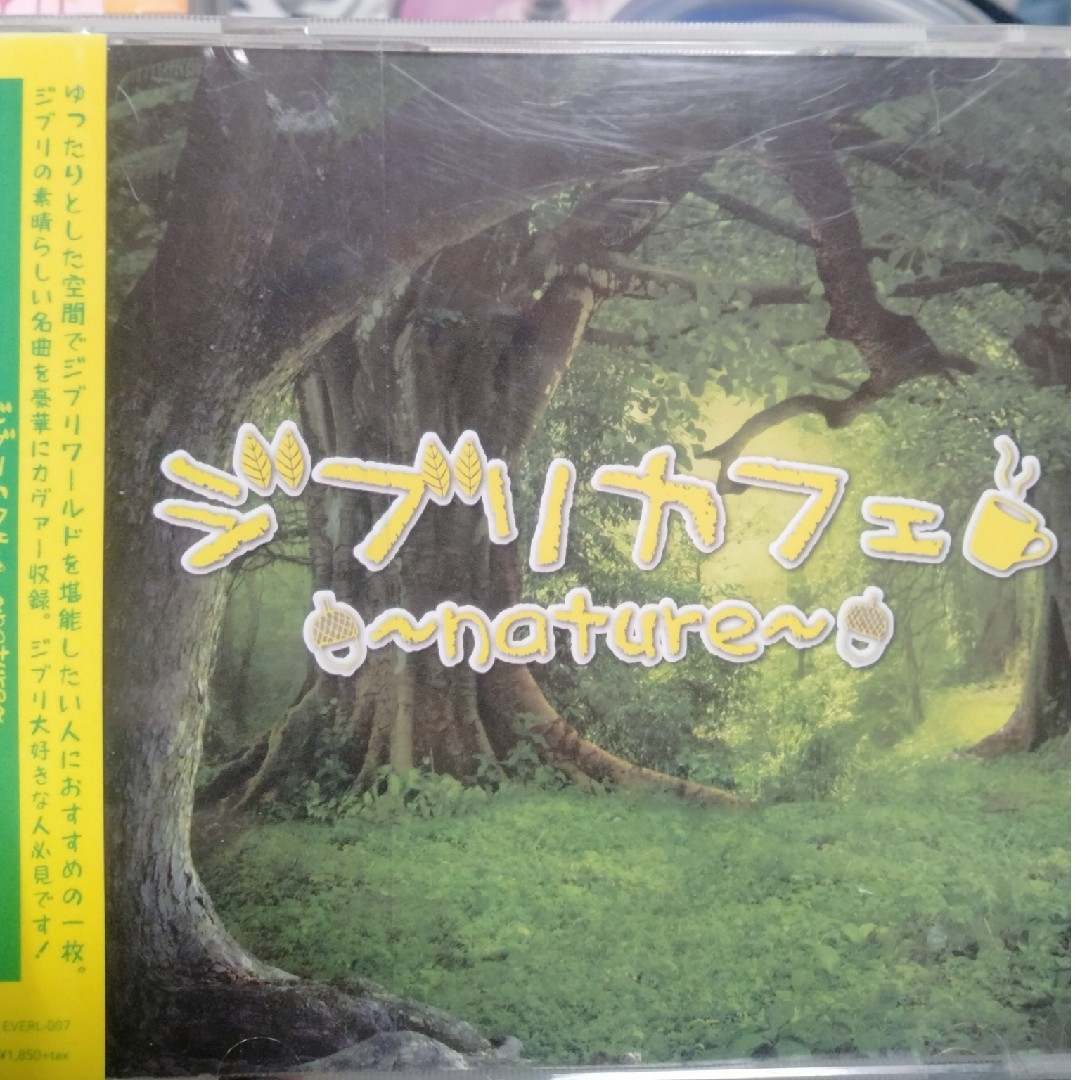 ゆったりとした空間でジブリワールドを堪能したい人におすすめの一枚。
ジブリの素晴らしい名曲を豪華にカヴァー収録。ジブリ大好きな人必見です!
ジブリカフェ
~nature~
EVERL-007
¥1,850+tax